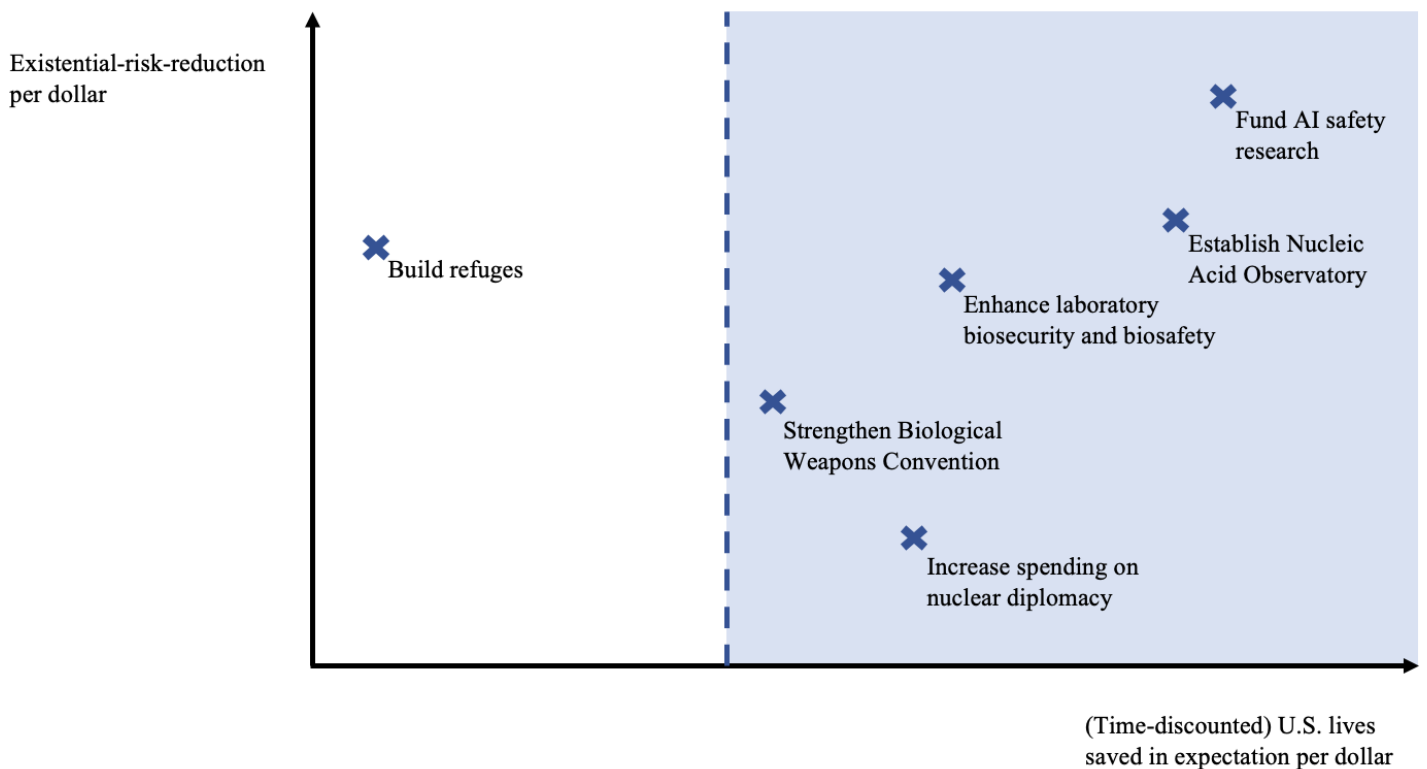 Existential-risk-reduction
per dollar
Fund AI safety
research
Establish Nucleic
Acid Observatory
Build refuges
Enhance laboratory
biosecurity and biosafety
Strengthen Biological
Weapons Convention
Increase spending on
nuclear diplomacy
(Time-discounted) U.S. lives
saved in expectation per dollar